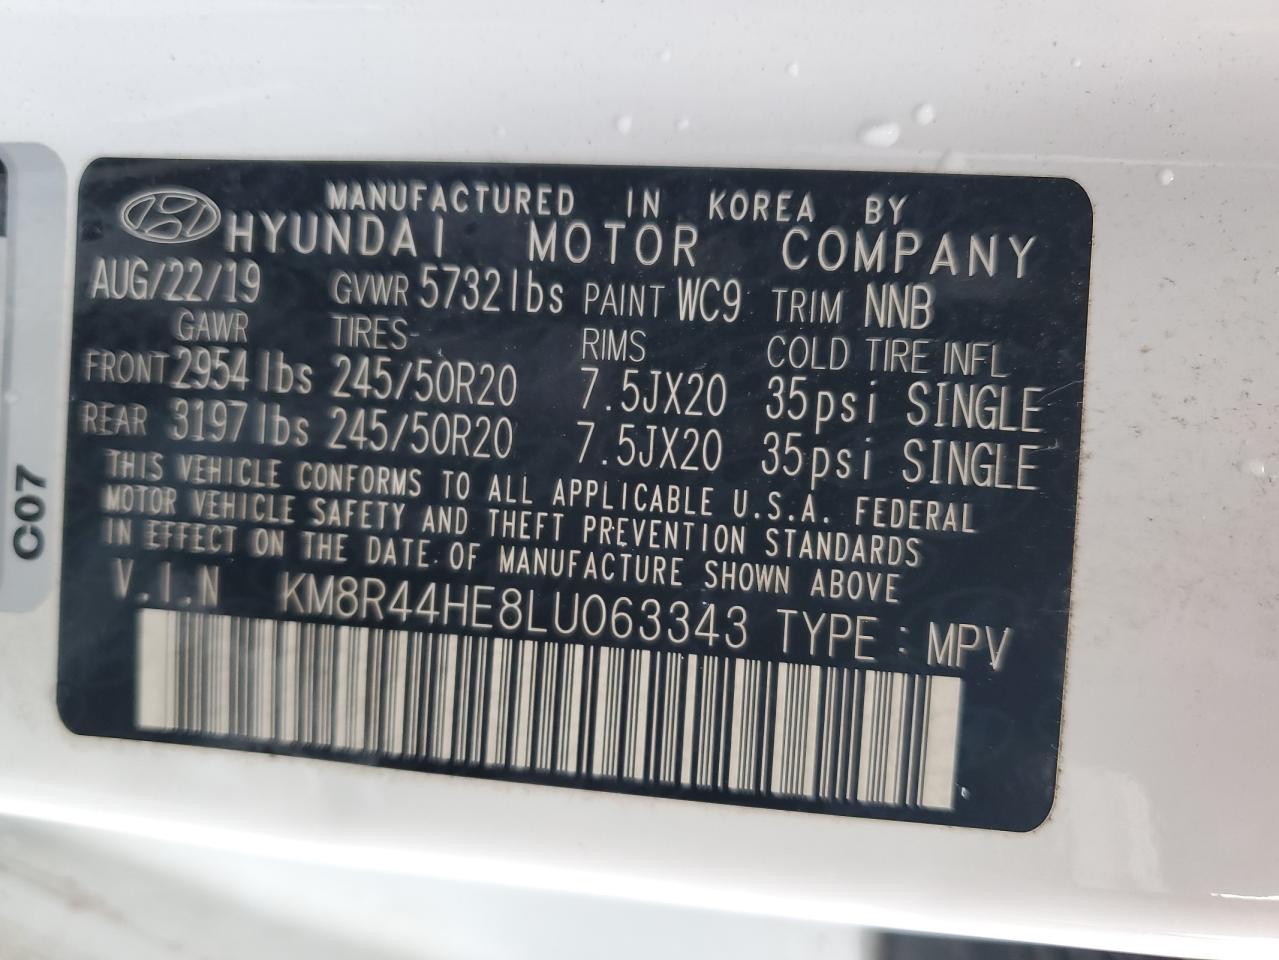 MANUFACTURED IN KOREA BY
HYUNDAI MOTOR COMPANY
AUG/22/19 GVWR 5732lbs PAINT WC9 TRIM NNB
GAWR TIRES RIMS COLD TIRE INFL
FRONT 2954lbs 245/50R20 7.5JX20 35psi SINGLE
REAR 3197lbs 245/50R20 7.5JX20 35psi SINGLE
THIS VEHICLE CONFORMS TO ALL APPLICABLE U.S.A. FEDERAL
MOTOR VEHICLE SAFETY AND THEFT PREVENTION STANDARDS
IN EFFECT ON THE DATE OF MANUFACTURE SHOWN ABOVE
V.I.N KM8R44HE8LU063343 TYPE : MPV
C07